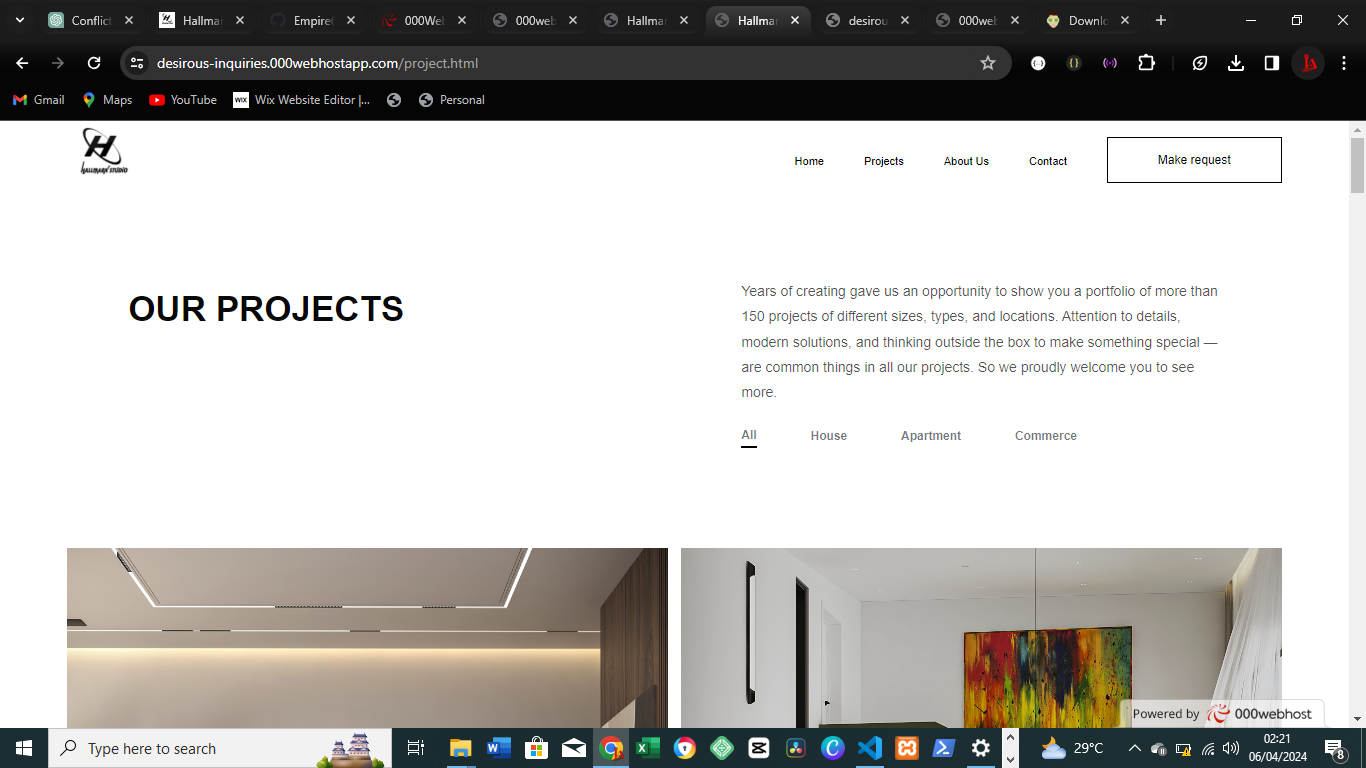 Conflict
Hallmar
Empire
000Wel
000web
Hallmar
Hallmar
desirou
000web
Downlo
desirous-inquiries.000webhostapp.com/project.html
Gmail
Maps
YouTube
WIX Wix Website Editor |...
Personal
H
HALLMARK STUDIO
Home
Projects
About Us
Contact
Make request
OUR PROJECTS
Years of creating gave us an opportunity to show you a portfolio of more than
150 projects of different sizes, types, and locations. Attention to details,
modern solutions, and thinking outside the box to make something special —
are common things in all our projects. So we proudly welcome you to see
more.
All
House
Apartment
Commerce
Powered by 000webhost
Type here to search
29°C
02:21
06/04/2024
8